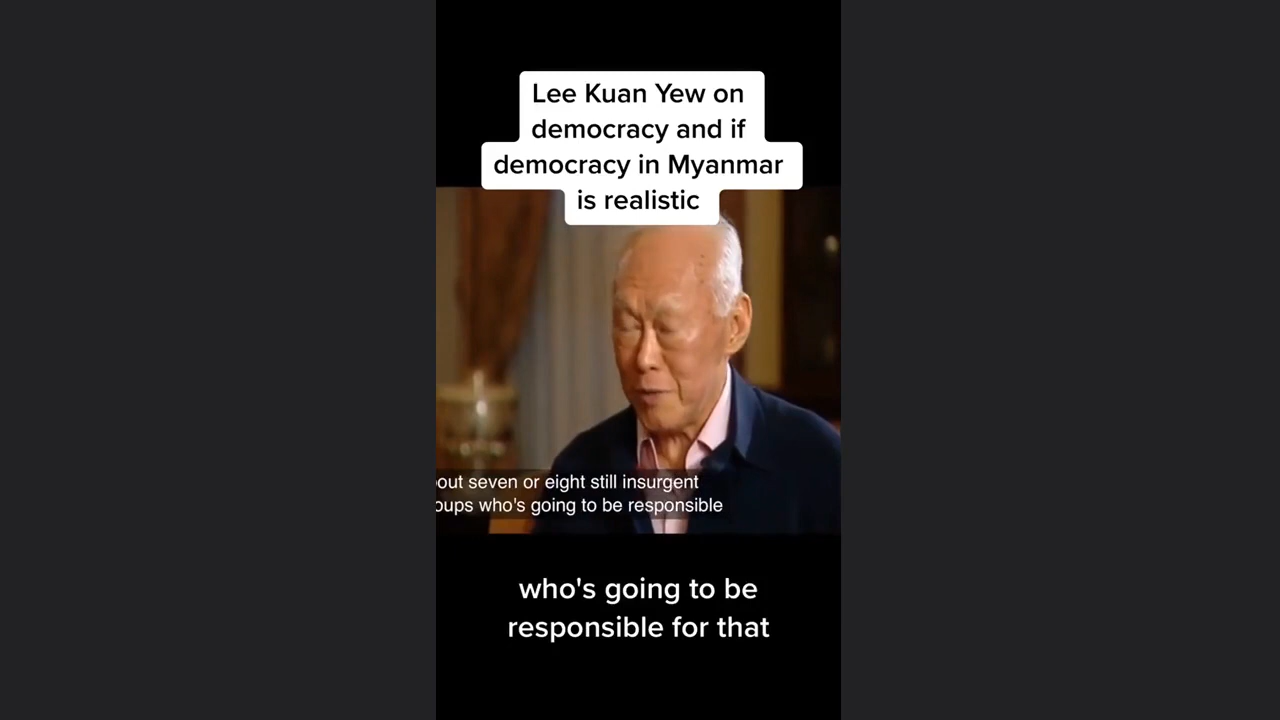 Lee Kuan Yew on
democracy and if
democracy in Myanmar
is realistic
seven or eight still insurgent
who's going to be responsible
who's going to be
responsible for that